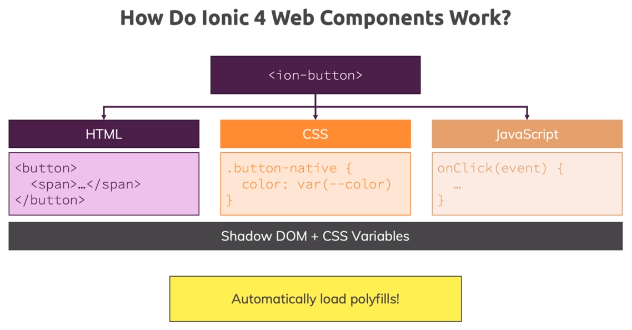 How Do Ionic 4 Web Components Work?
<ion-button>
HTML
CSS
JavaScript
<button>
<span>…</span>
</button>
.button-native {
color: var(--color)
}
onClick(event) {
…
}
Shadow DOM + CSS Variables
Automatically load polyfills!